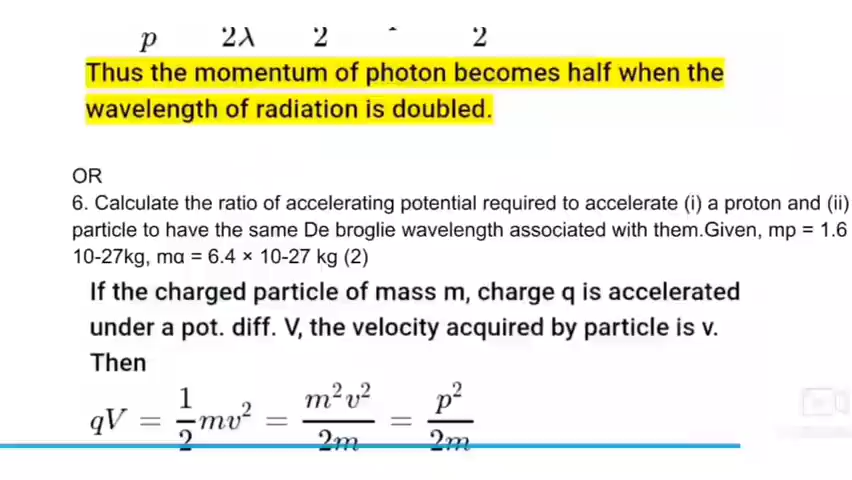 p 2λ 2 2
Thus the momentum of photon becomes half when the
wavelength of radiation is doubled.
OR
6. Calculate the ratio of accelerating potential required to accelerate (i) a proton and (ii)
particle to have the same De broglie wavelength associated with them.Given, mp = 1.6
10-27kg, mα = 6.4 × 10-27 kg (2)
If the charged particle of mass m, charge q is accelerated
under a pot. diff. V, the velocity acquired by particle is v.
Then
qV = 1/2 mv² = m²v²/2m = p²/2m